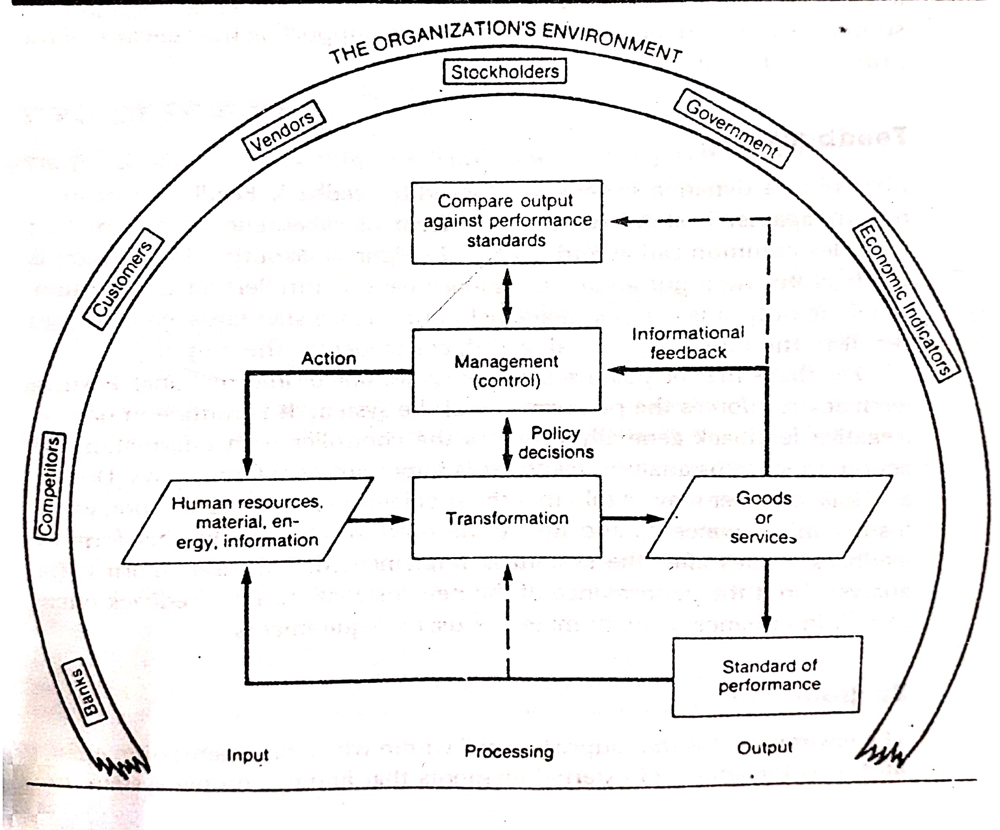 THE ORGANIZATION'S ENVIRONMENT
Stockholders
Vendors
Government
Customers
Economic Indicators
Competitors
Banks
Compare output
against performance
standards
Informational
feedback
Action
Management
(control)
Policy
decisions
Human resources,
material, en-
ergy, information
Transformation
Goods
or
services
Standard of
performance
Input
Processing
Output